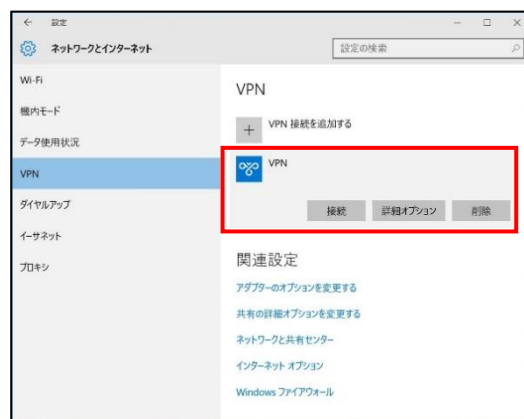 設定
ネットワークとインターネット
設定の検索
Wi-Fi
機内モード
データ使用状況
VPN
ダイヤルアップ
イーサネット
プロキシ
VPN
VPN 接続を追加する
VPN
接続
詳細オプション
削除
関連設定
アダプターのオプションを変更する
共有の詳細オプションを変更する
ネットワークと共有センター
インターネット オプション
Windows ファイアウォール